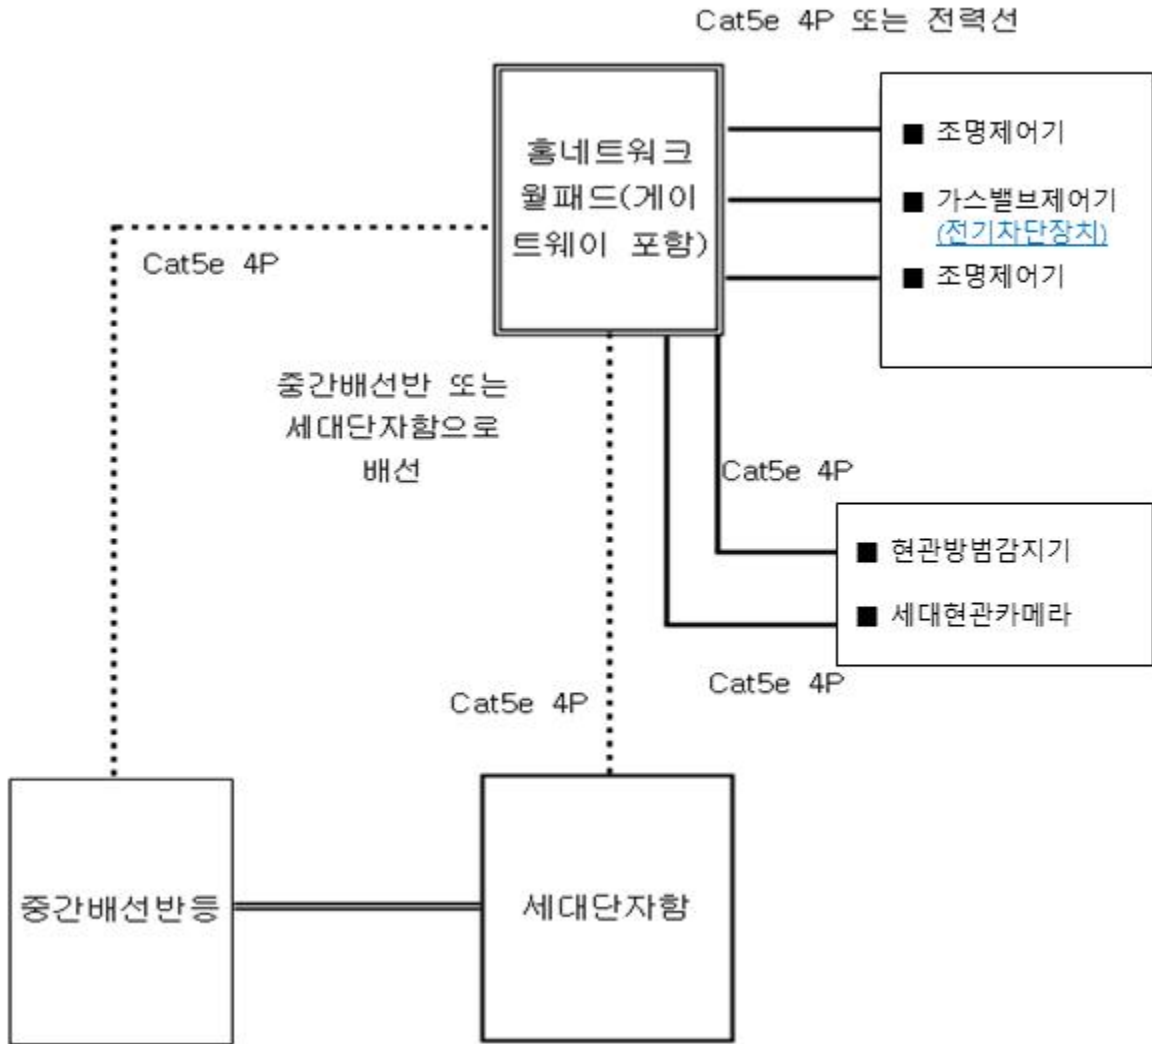 Cat5e 4P 또는 전력선
홈네트워크
월패드(게이
트웨이 포함)
■ 조명제어기
■ 가스밸브제어기
(전기차단장치)
■ 조명제어기
Cat5e 4P
중간배선반 또는
세대단자함으로
배선
Cat5e 4P
■ 현관방범감지기
■ 세대현관카메라
Cat5e 4P
Cat5e 4P
중간배선반등
세대단자함